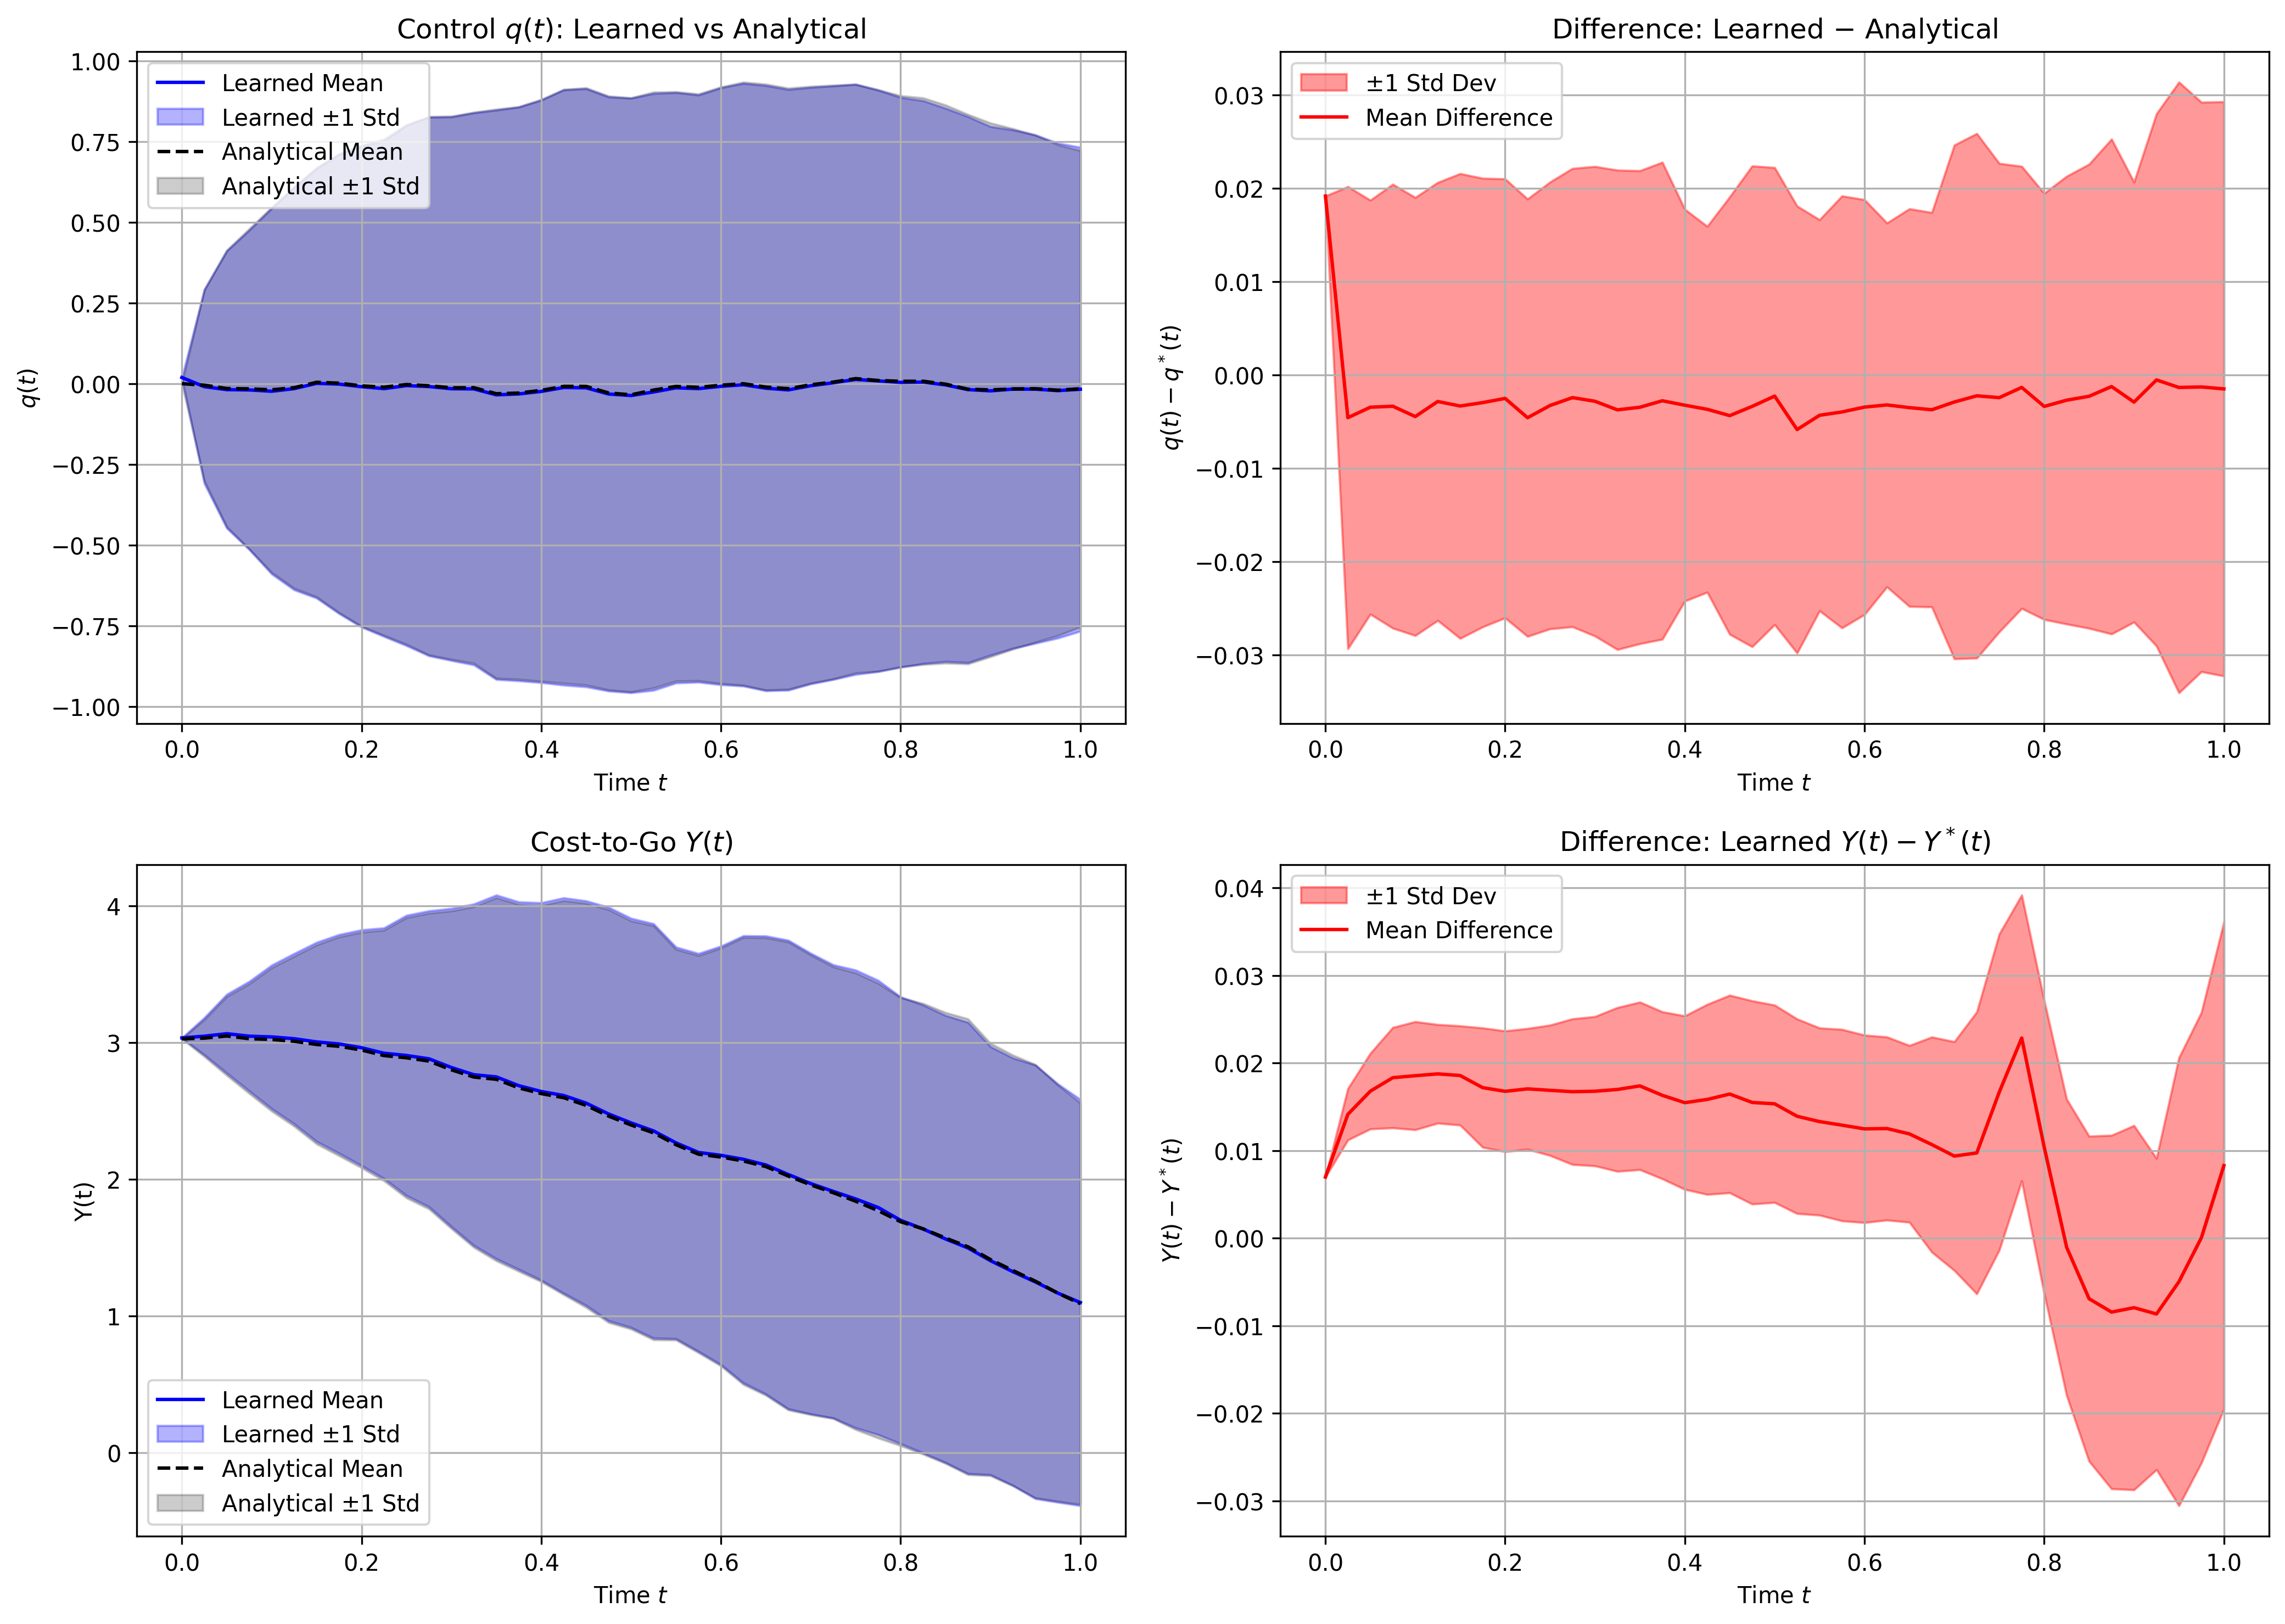 Control q(t): Learned vs Analytical
Learned Mean
Learned ±1 Std
Analytical Mean
Analytical ±1 Std
1.00
0.75
0.50
0.25
0.00
−0.25
−0.50
−0.75
−1.00
q(t)
0.0 0.2 0.4 0.6 0.8 1.0
Time t
Difference: Learned − Analytical
±1 Std Dev
Mean Difference
0.03
0.02
0.01
0.00
−0.01
−0.02
−0.03
q(t) − q*(t)
0.0 0.2 0.4 0.6 0.8 1.0
Time t
Cost-to-Go Y(t)
4
3
2
1
0
Y(t)
Learned Mean
Learned ±1 Std
Analytical Mean
Analytical ±1 Std
0.0 0.2 0.4 0.6 0.8 1.0
Time t
Difference: Learned Y(t) − Y*(t)
±1 Std Dev
Mean Difference
0.04
0.03
0.02
0.01
0.00
−0.01
−0.02
−0.03
Y(t) − Y*(t)
0.0 0.2 0.4 0.6 0.8 1.0
Time t